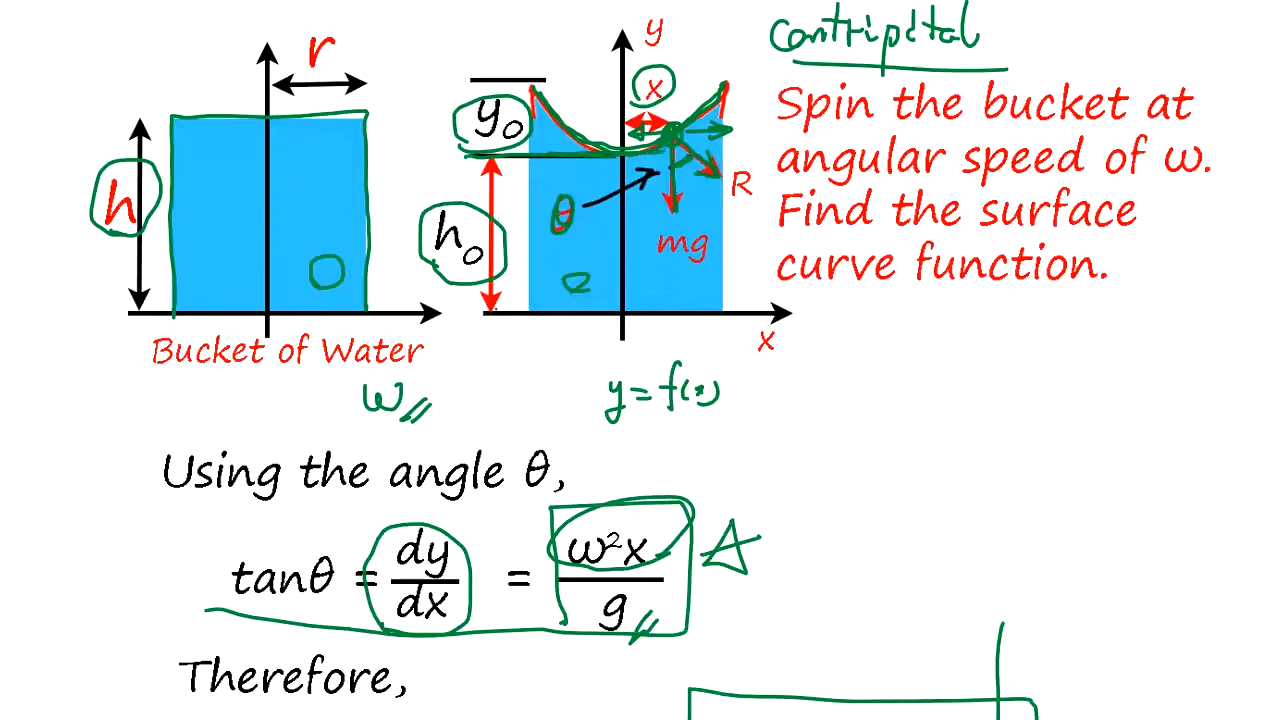 centripetal
Spin the bucket at
angular speed of ω.
Find the surface
curve function.
r
h
Bucket of Water
ω
y
x
y₀
h₀
θ
R
mg
x
y = f(x)
Using the angle θ,
tanθ = dy/dx = ω²x/g
Therefore,